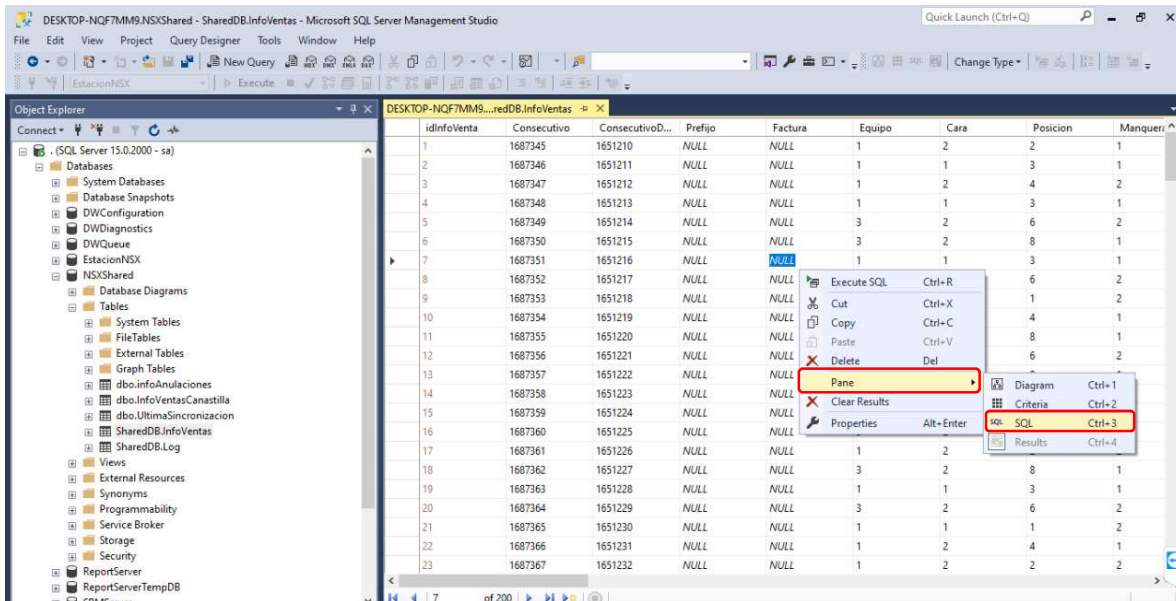 DESKTOP-NQF7MM9.NSXShared - SharedDB.InfoVentas - Microsoft SQL Server Management Studio
Quick Launch (Ctrl+Q)
File Edit View Project Query Designer Tools Window Help
New Query
Change Type
EstacionNSX
Execute
Object Explorer
Connect
. (SQL Server 15.0.2000 - sa)
Databases
System Databases
Database Snapshots
DWConfiguration
DWDiagnostics
DWQueue
EstacionNSX
NSXShared
Database Diagrams
Tables
System Tables
FileTables
External Tables
Graph Tables
dbo.infoAnulaciones
dbo.InfoVentasCanastilla
dbo.UltimaSincronizacion
SharedDB.InfoVentas
SharedDB.Log
Views
External Resources
Synonyms
Programmability
Service Broker
Storage
Security
ReportServer
ReportServerTempDB
DESKTOP-NQF7MM9....redDB.InfoVentas
idInfoVenta Consecutivo ConsecutivoD... Prefijo Factura Equipo Cara Posicion Manguera
1 1687345 1651210 NULL NULL 1 2 2 1
2 1687346 1651211 NULL NULL 1 1 3 1
3 1687347 1651212 NULL NULL 1 2 4 2
4 1687348 1651213 NULL NULL 1 1 3 1
5 1687349 1651214 NULL NULL 3 2 6 2
6 1687350 1651215 NULL NULL 3 2 8 1
7 1687351 1651216 NULL NULL 1 1 3 1
8 1687352 1651217 NULL NULL 6 2
9 1687353 1651218 NULL NULL 1 2
10 1687354 1651219 NULL NULL 4 1
11 1687355 1651220 NULL NULL 8 1
12 1687356 1651221 NULL NULL 6 2
13 1687357 1651222 NULL NULL
14 1687358 1651223 NULL NULL
15 1687359 1651224 NULL NULL
16 1687360 1651225 NULL NULL
17 1687361 1651226 NULL NULL 1 2
18 1687362 1651227 NULL NULL 3 2 8 1
19 1687363 1651228 NULL NULL 1 1 3 1
20 1687364 1651229 NULL NULL 3 2 6 2
21 1687365 1651230 NULL NULL 1 1 1 2
22 1687366 1651231 NULL NULL 1 2 4 1
23 1687367 1651232 NULL NULL 1 2 2 2
Execute SQL Ctrl+R
Cut Ctrl+X
Copy Ctrl+C
Paste Ctrl+V
Delete Del
Pane
Clear Results
Properties Alt+Enter
Diagram Ctrl+1
Criteria Ctrl+2
SQL SQL Ctrl+3
Results Ctrl+4
7 of 200